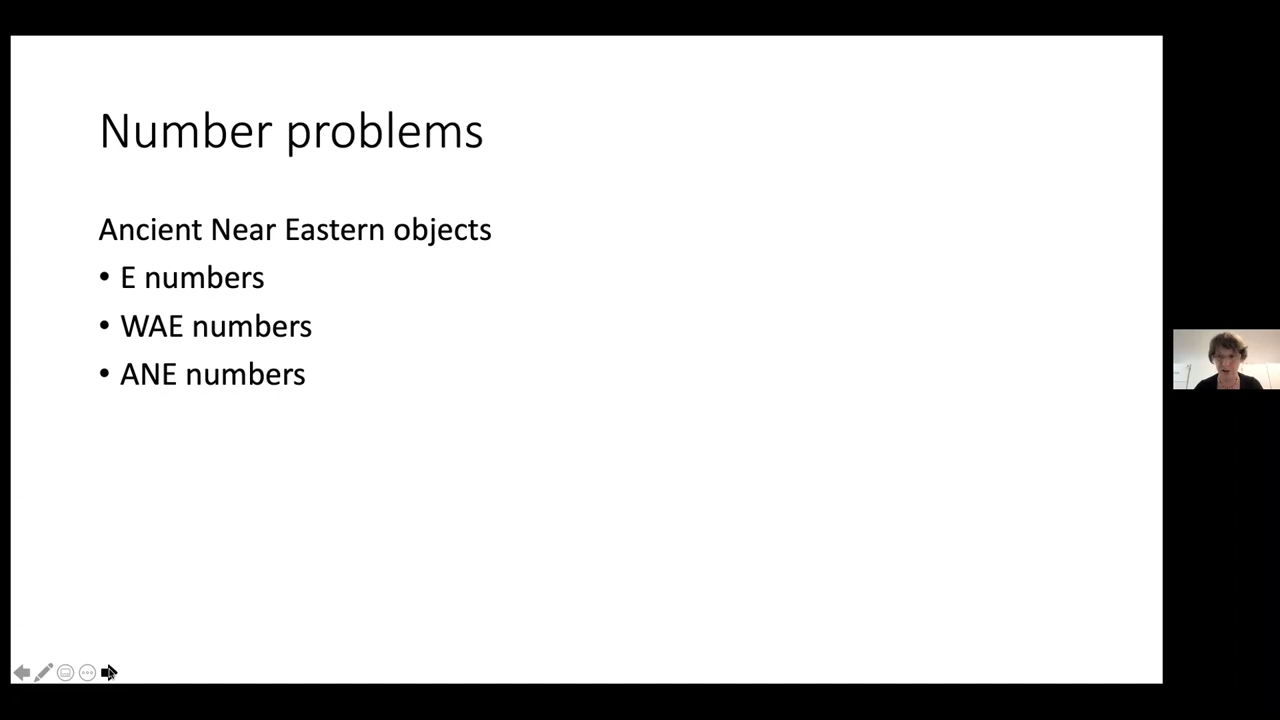 Number problems
Ancient Near Eastern objects
• E numbers
• WAE numbers
• ANE numbers